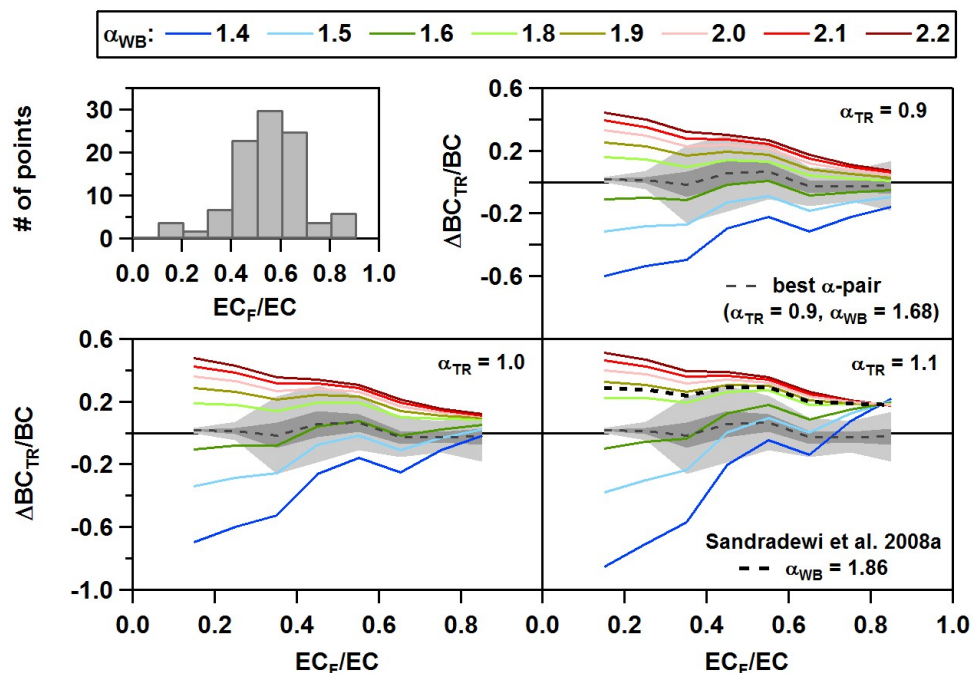 αWB: 1.4 1.5 1.6 1.8 1.9 2.0 2.1 2.2
# of points
30
20
10
0
0.0 0.2 0.4 0.6 0.8 1.0
ECF/EC
ΔBCTR/BC
0.6
0.2
-0.2
-0.6
αTR = 0.9
best α-pair
(αTR = 0.9, αWB = 1.68)
ΔBCTR/BC
0.6
0.2
-0.2
-0.6
-1.0
αTR = 1.0
0.0 0.2 0.4 0.6 0.8
ECF/EC
αTR = 1.1
Sandradewi et al. 2008a
αWB = 1.86
0.0 0.2 0.4 0.6 0.8 1.0
ECF/EC